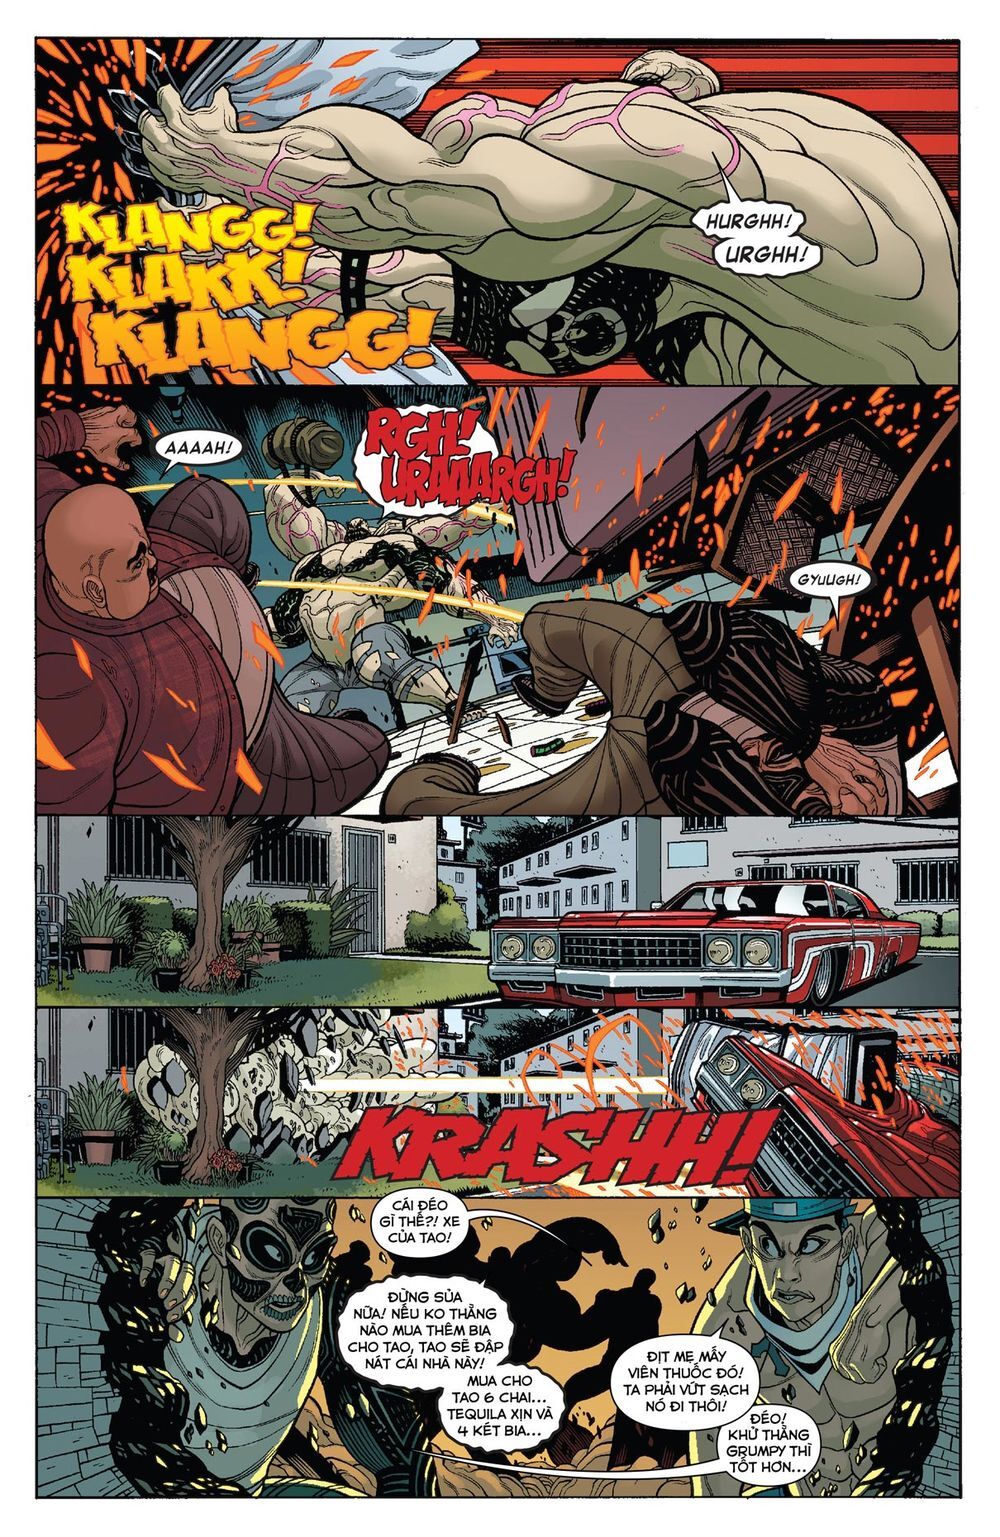 KLANGG!
KLAKK!
KLANGG!
HURGHH!
URGHH!
AAAAH!
RGH!
URAAAARGH!
GYUUGH!
KRASHH!
CÁI ĐÉO
GÌ THẾ?! XE
CỦA TAO!
ĐỪNG SỦA
NỮA! NẾU KO THẰNG
NÀO MUA THÊM BIA
CHO TAO, TAO SẼ ĐẬP
NÁT CÁI NHÀ NÀY!
MUA CHO
TAO 6 CHAI...
TEQUILA XỊN VÀ
4 KÉT BIA...
ĐỊT MẸ MẤY
VIÊN THUỐC ĐÓ!
TA PHẢI VỨT SẠCH
NÓ ĐI THÔI!
ĐÉO!
KHỬ THẰNG
GRUMPY THÌ
TỐT HƠN...